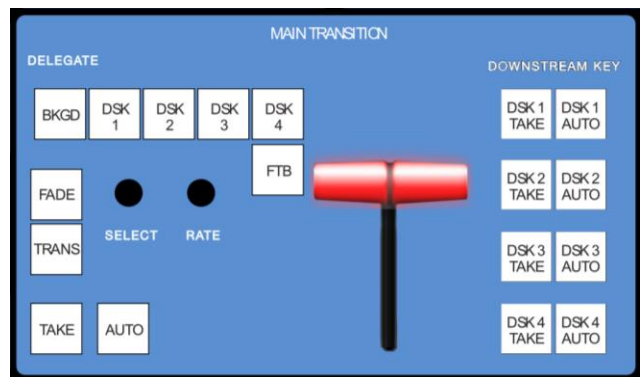 MAIN TRANSITION
DELEGATE
DOWNSTREAM KEY
BKGD
DSK
1
DSK
2
DSK
3
DSK
4
FTB
FADE
TRANS
SELECT
RATE
TAKE
AUTO
DSK 1
TAKE
DSK 1
AUTO
DSK 2
TAKE
DSK 2
AUTO
DSK 3
TAKE
DSK 3
AUTO
DSK 4
TAKE
DSK 4
AUTO